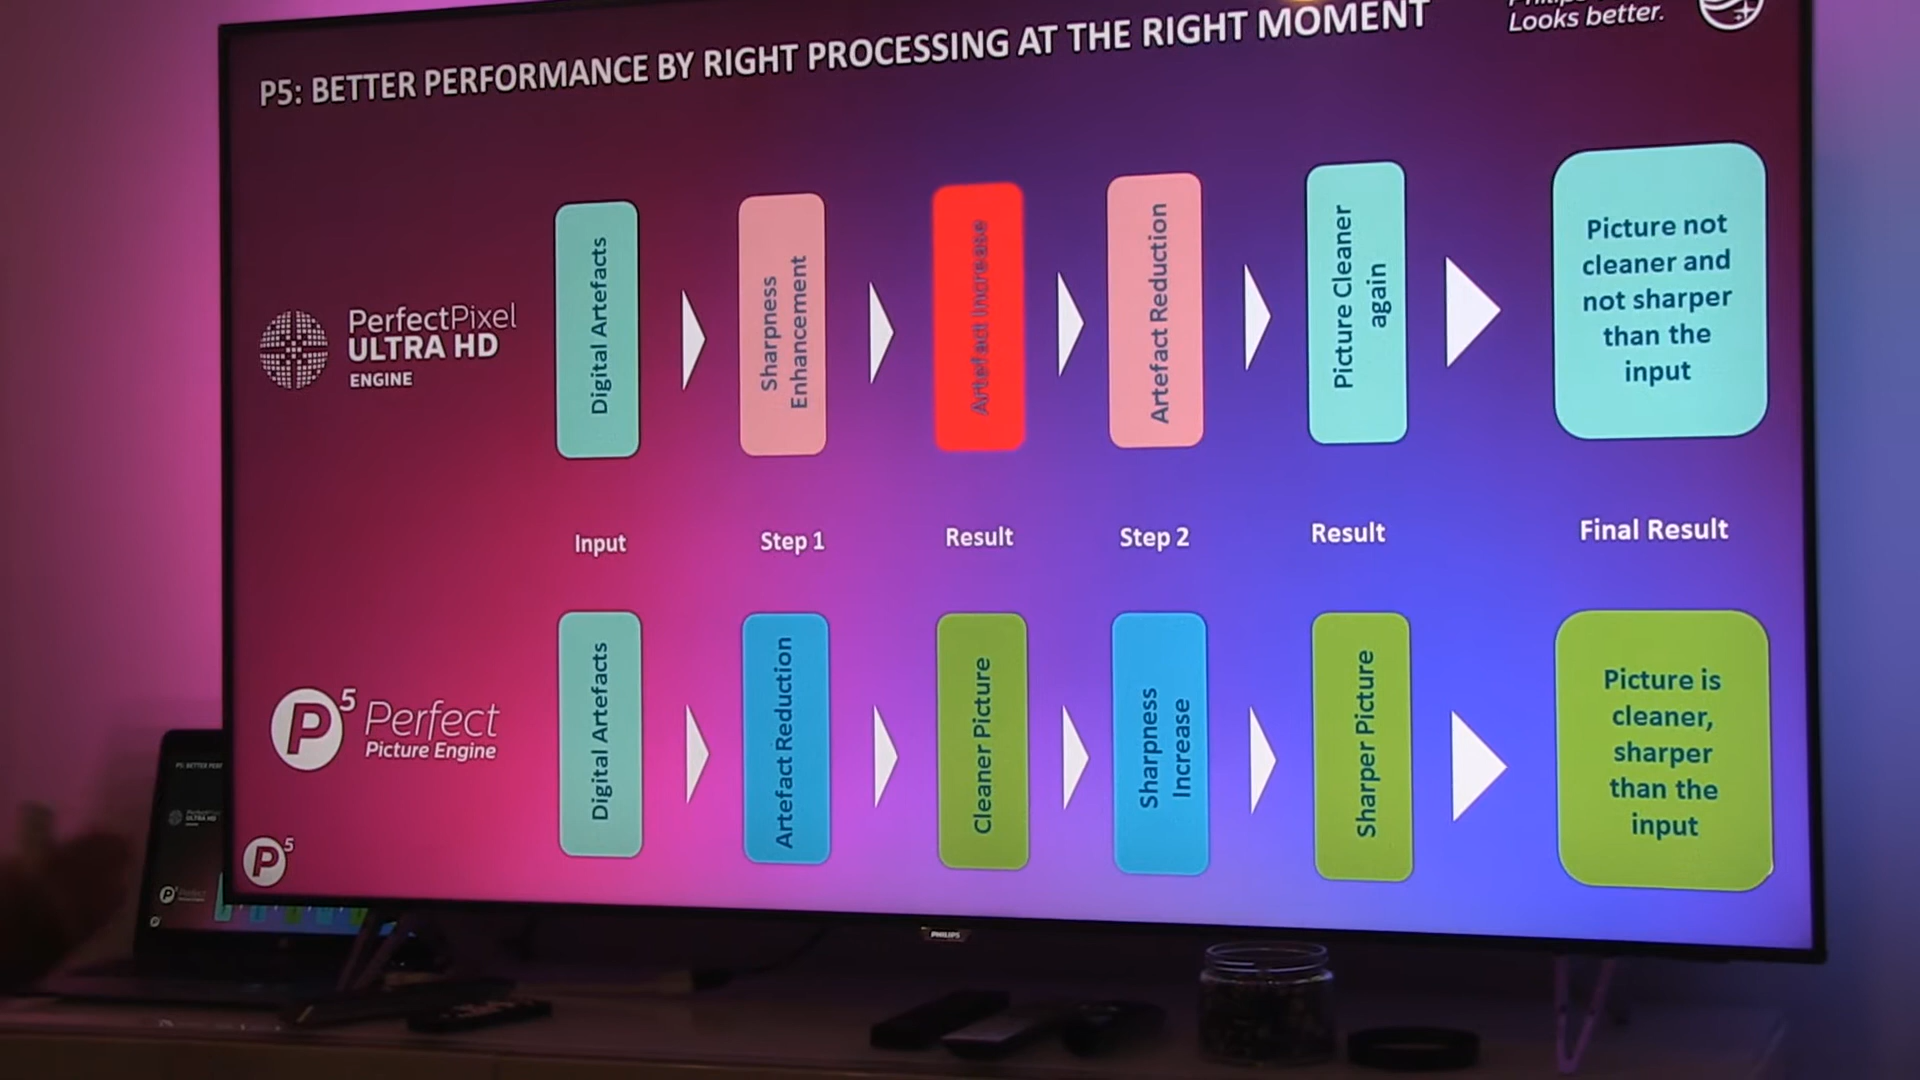 Looks better.
P5: BETTER PERFORMANCE BY RIGHT PROCESSING AT THE RIGHT MOMENT
PerfectPixel
ULTRA HD
ENGINE
Digital Artefacts
Sharpness
Enhancement
Artefact Increase
Artefact Reduction
Picture Cleaner
again
Picture not
cleaner and
not sharper
than the
input
Input
Step 1
Result
Step 2
Result
Final Result
P5 Perfect
Picture Engine
Digital Artefacts
Artefact Reduction
Cleaner Picture
Sharpness
Increase
Sharper Picture
Picture is
cleaner,
sharper
than the
input
P5
PHILIPS